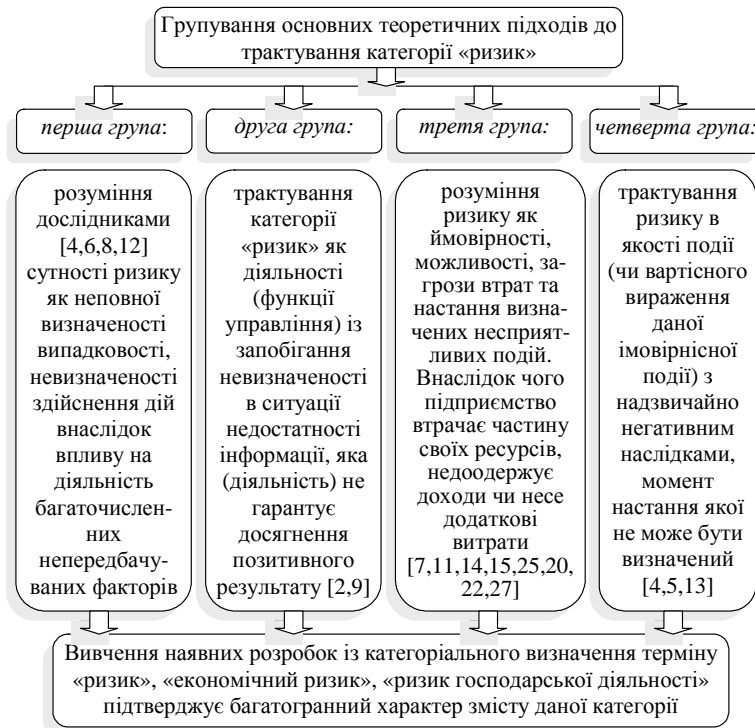 Групування основних теоретичних підходів до
трактування категорії «ризик»
перша група:
друга група:
третя група:
четверта група:
розуміння
дослідниками
[4,6,8,12]
сутності ризику
як неповної
визначеності
випадковості,
невизначеності
здійснення дій
внаслідок
впливу на
діяльність
багаточислен-
них
непередбачу-
ваних факторів
трактування
категорії
«ризик» як
діяльності
(функції
управління) із
запобігання
невизначеності
в ситуації
недостатності
інформації, яка
(діяльність) не
гарантує
досягнення
позитивного
результату [2,9]
розуміння
ризику як
ймовірності,
можливості, за-
грози втрат та
настання визна-
чених несприят-
ливих подій.
Внаслідок чого
підприємство
втрачає частину
своїх ресурсів,
недоодержує
доходи чи несе
додаткові
витрати
[7,11,14,15,25,20,
22,27]
трактування
ризику в
якості події
(чи вартісного
вираження
даної
імовірнісної
події) з
надзвичайно
негативним
наслідками,
момент
настання якої
не може бути
визначений
[4,5,13]
Вивчення наявних розробок із категоріального визначення терміну
«ризик», «економічний ризик», «ризик господарської діяльності»
підтверджує багатогранний характер змісту даної категорії